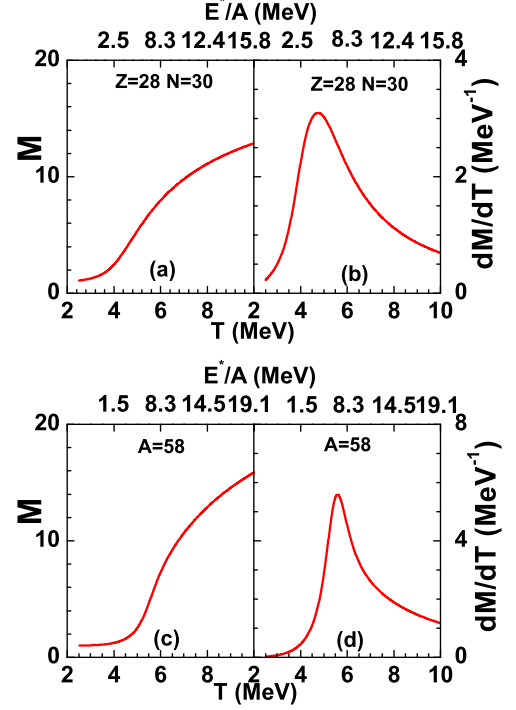 E*/A (MeV)
2.5 8.3 12.4 15.8 2.5 8.3 12.4 15.8
20 4
Z=28 N=30 Z=28 N=30
M
10 2
dM/dT (MeV-1)
(a) (b)
0 0
2 4 6 8 2 4 6 8 10
T (MeV)
E*/A (MeV)
1.5 8.3 14.5 19.1 1.5 8.3 14.5 19.1
20 8
A=58 A=58
M
10 4
dM/dT (MeV-1)
(c) (d)
0 0
2 4 6 8 2 4 6 8 10
T (MeV)